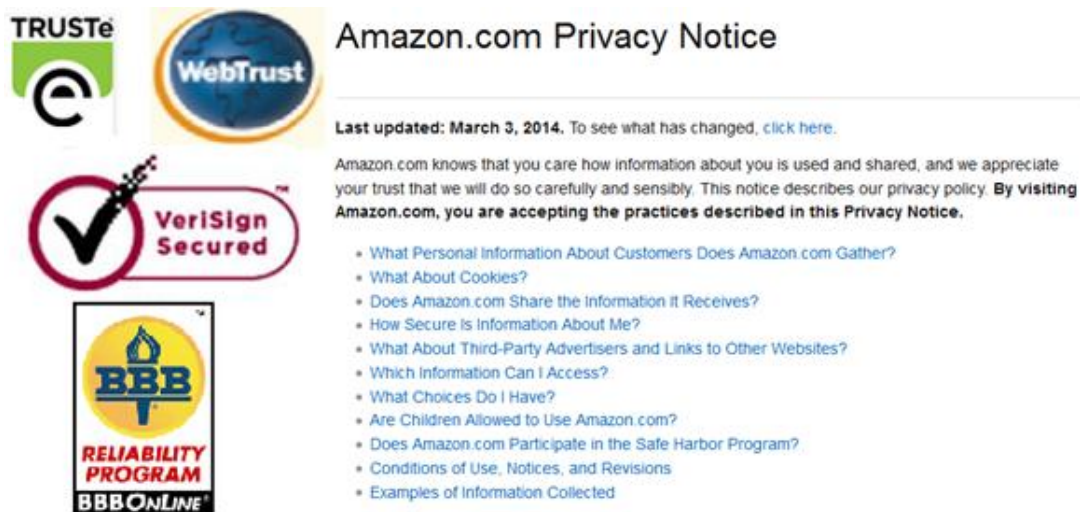 TRUSTe
e
WebTrust
VeriSign
Secured
™
BBB
RELIABILITY
PROGRAM
BBBONLINE®
Amazon.com Privacy Notice
Last updated: March 3, 2014. To see what has changed, click here.
Amazon.com knows that you care how information about you is used and shared, and we appreciate
your trust that we will do so carefully and sensibly. This notice describes our privacy policy. By visiting
Amazon.com, you are accepting the practices described in this Privacy Notice.
What Personal Information About Customers Does Amazon.com Gather?
What About Cookies?
Does Amazon.com Share the Information It Receives?
How Secure Is Information About Me?
What About Third-Party Advertisers and Links to Other Websites?
Which Information Can I Access?
What Choices Do I Have?
Are Children Allowed to Use Amazon.com?
Does Amazon.com Participate in the Safe Harbor Program?
Conditions of Use, Notices, and Revisions
Examples of Information Collected